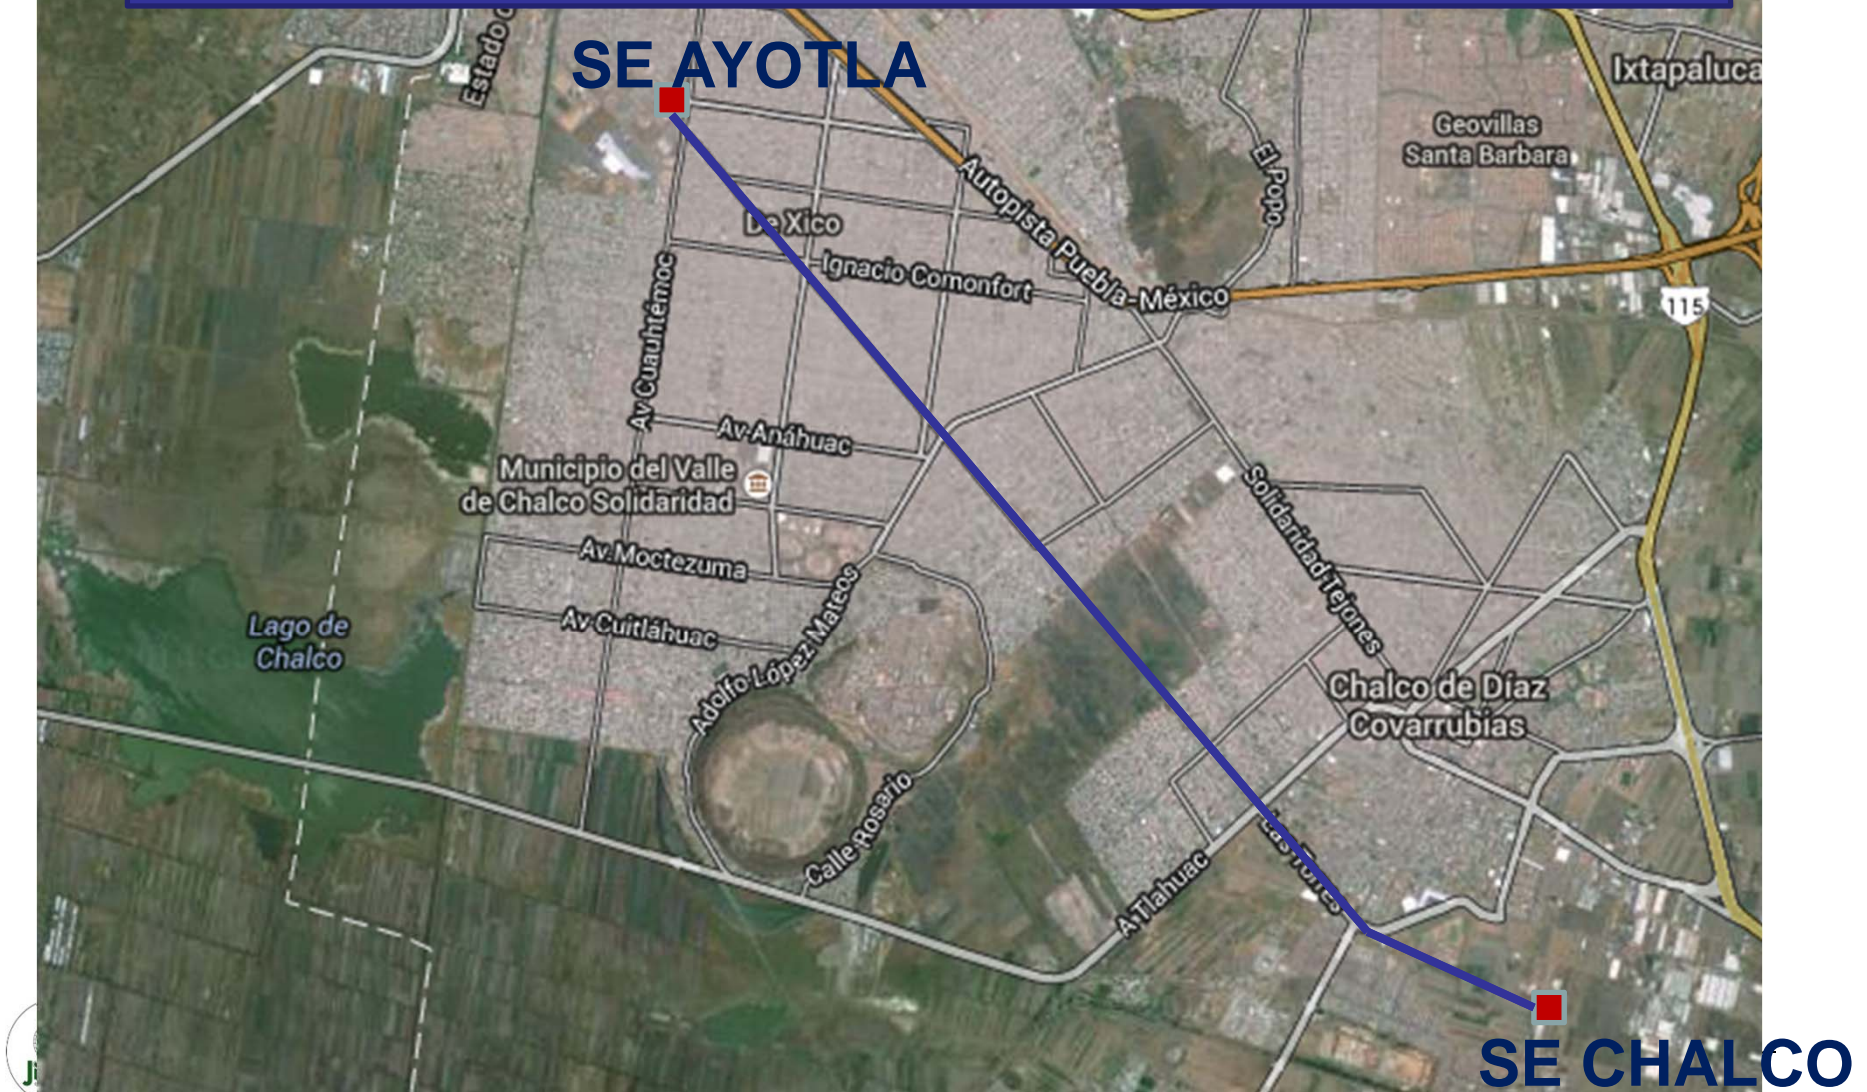 SE AYOTLA
Ixtapaluca
Geovillas
Santa Barbara
El Popo
Autopista Puebla-México
De Xico
Ignacio Comonfort
115
Av Cuauhtémoc
Av Anáhuac
Municipio del Valle
de Chalco Solidaridad
Solidaridad Tejones
Av Moctezuma
Av Cuitláhuac
Lago de
Chalco
Adolfo López Mateos
Chalco de Díaz
Covarrubias
Calle Rosario
Las Torres
A Tlahuac
SE CHALCO